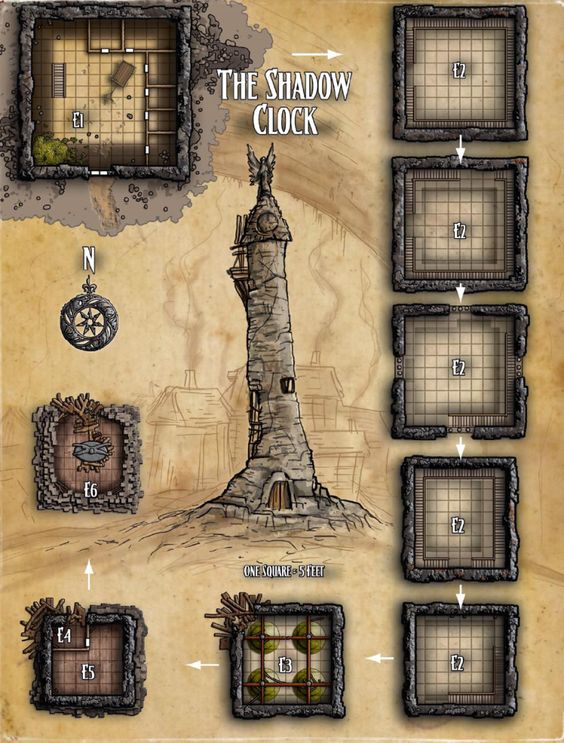 THE SHADOW
CLOCK
E1
E2
E2
N
E2
E2
E6
ONE SQUARE = 5 FEET
E2
E3
E4
E5